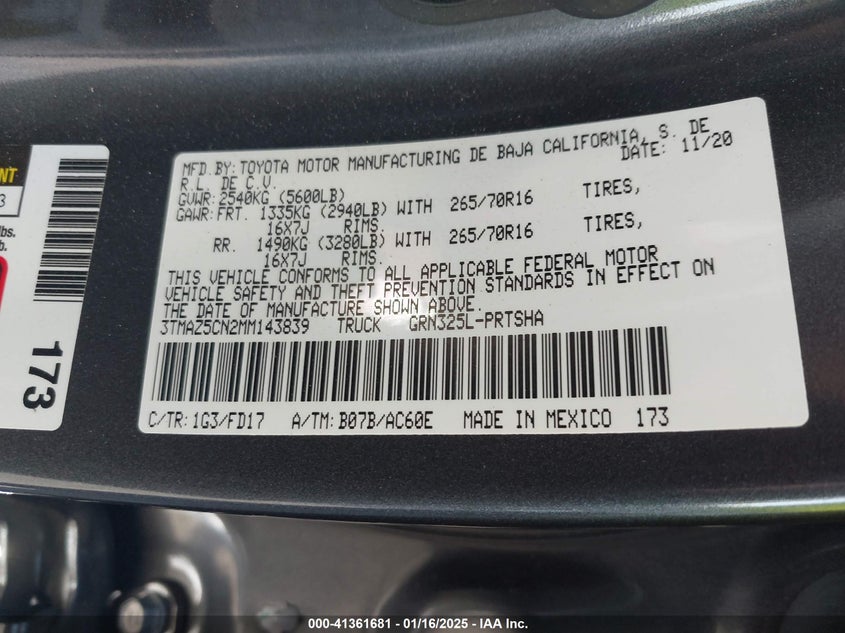 MFD. BY: TOYOTA MOTOR MANUFACTURING DE BAJA CALIFORNIA, S. DE
R.L. DE C.V. DATE: 11/20
GVWR: 2540KG (5600LB)
GAWR: FRT. 1335KG (2940LB) WITH 265/70R16 TIRES,
16X7J RIMS.
RR. 1490KG (3280LB) WITH 265/70R16 TIRES,
16X7J RIMS.
THIS VEHICLE CONFORMS TO ALL APPLICABLE FEDERAL MOTOR
VEHICLE SAFETY AND THEFT PREVENTION STANDARDS IN EFFECT ON
THE DATE OF MANUFACTURE SHOWN ABOVE.
3TMAZ5CN2MM143839 TRUCK GRN325L-PRTSHA
C/TR: 1G3/FD17 A/TM: B07B/AC60E MADE IN MEXICO 173
NT
3
lbs.
b.
173
000-41361681 - 01/16/2025 - IAA Inc.